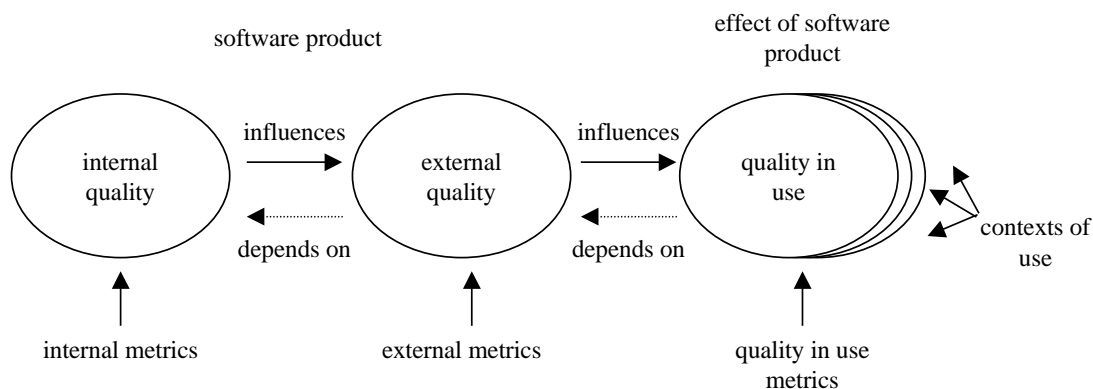 software product
effect of software
product
influences
influences
internal
quality
external
quality
quality in
use
depends on
depends on
contexts of
use
internal metrics
external metrics
quality in use
metrics